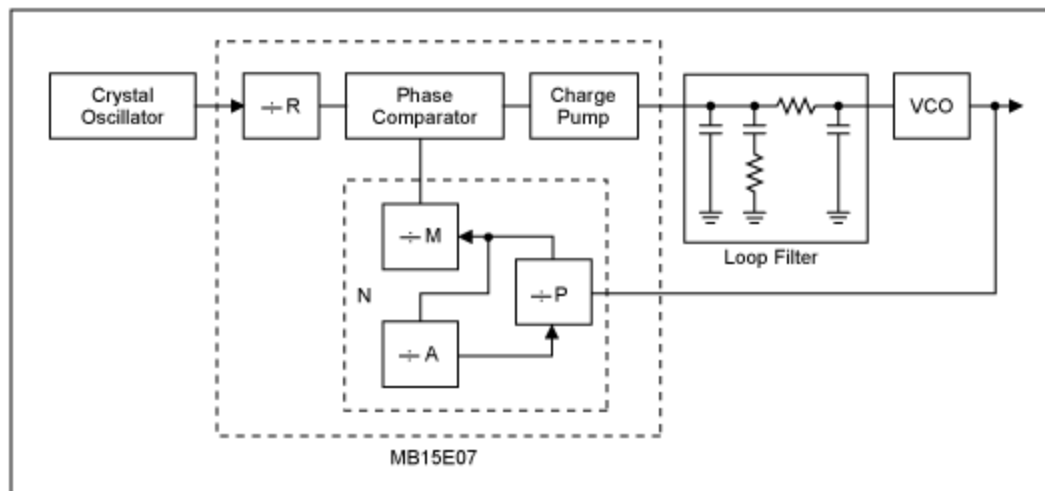 Crystal
Oscillator
÷ R
Phase
Comparator
Charge
Pump
VCO
Loop Filter
÷ M
N
÷ P
÷ A
MB15E07